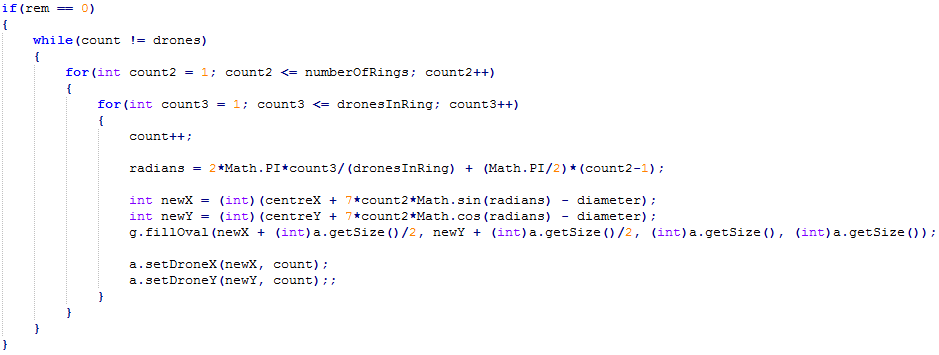 if(rem == 0)
{
while(count != drones)
{
for(int count2 = 1; count2 <= numberOfRings; count2++)
{
for(int count3 = 1; count3 <= dronesInRing; count3++)
{
count++;
radians = 2*Math.PI*count3/(dronesInRing) + (Math.PI/2)*(count2-1);
int newX = (int)(centreX + 7*count2*Math.sin(radians) - diameter);
int newY = (int)(centreY + 7*count2*Math.cos(radians) - diameter);
g.fillOval(newX + (int)a.getSize()/2, newY + (int)a.getSize()/2, (int)a.getSize(), (int)a.getSize());
a.setDroneX(newX, count);
a.setDroneY(newY, count);;
}
}
}
}